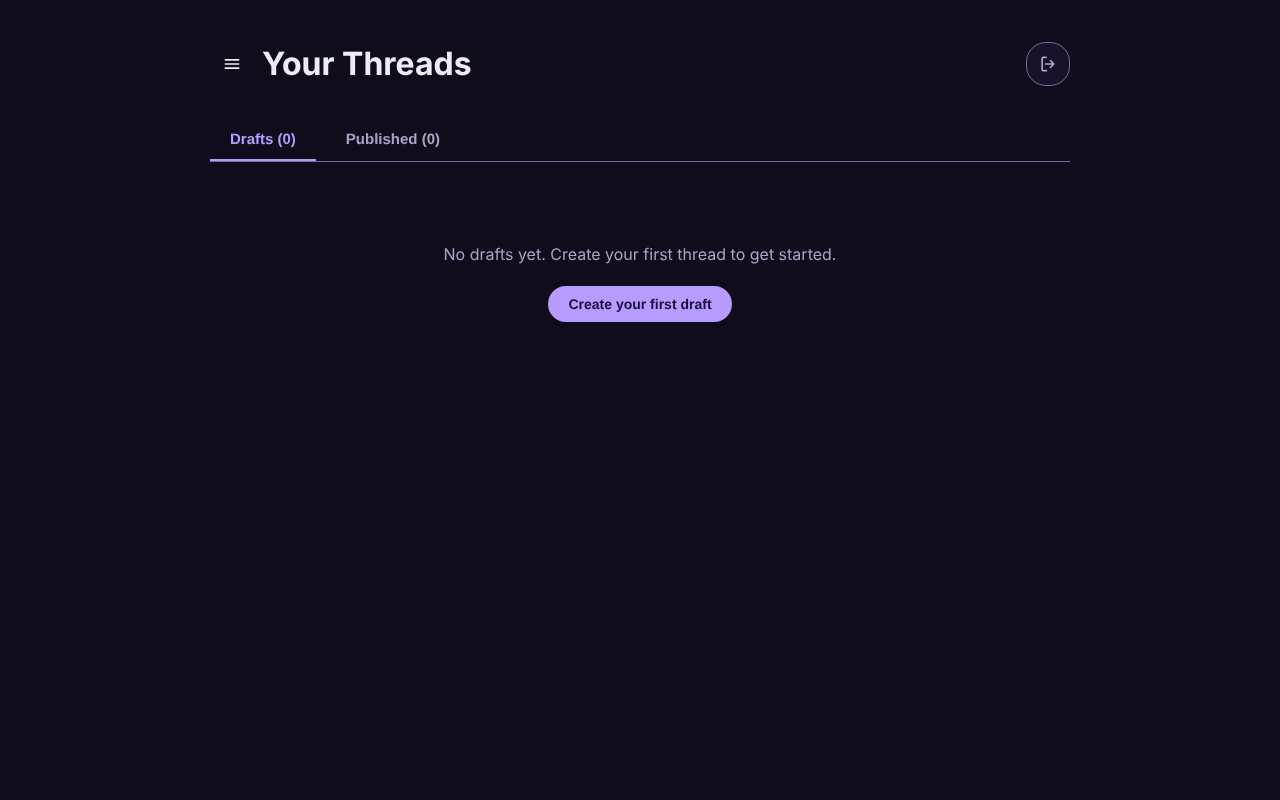 Your Threads
Drafts (0)
Published (0)
No drafts yet. Create your first thread to get started.
Create your first draft